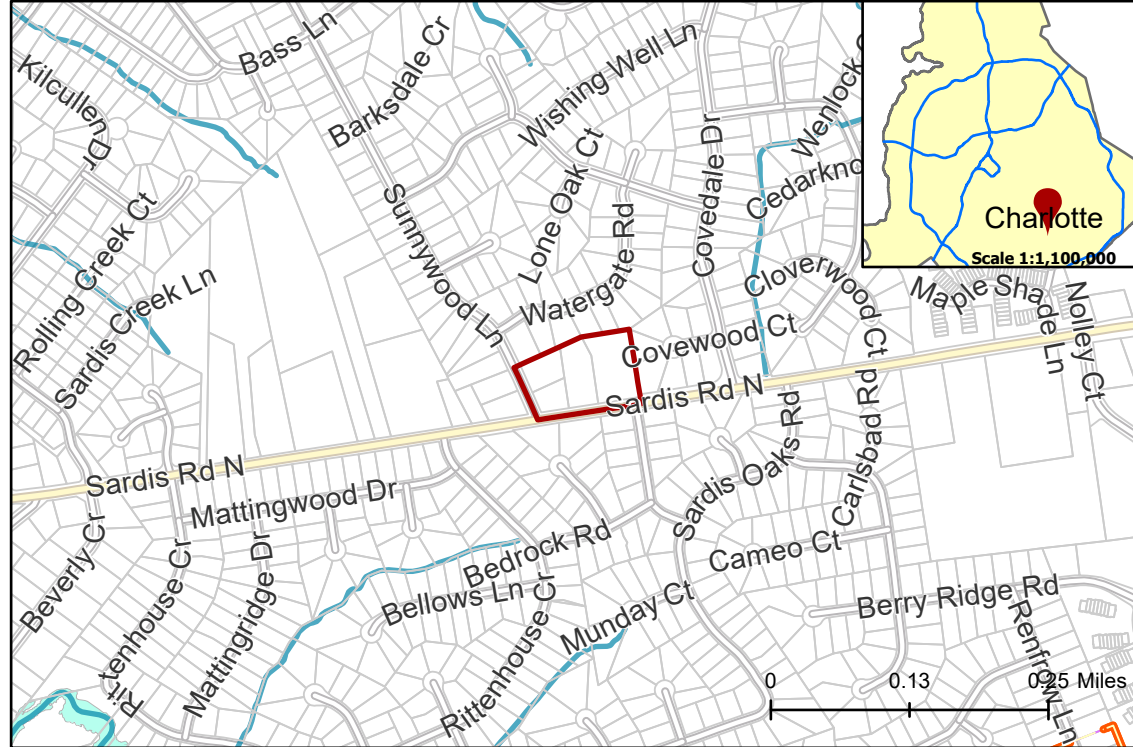 Bass Ln
Barksdale Cr
Wishing Well Ln
Wenlock C
Kilcullen Dr
Lone Oak Ct
Covedale Dr
Cedarkno
Charlotte
Scale 1:1,100,000
Rolling Creek Ct
Sunnywood Ln
Watergate Rd
Cloverwood Ct
Maple Shade Ln
Nolley Ct
Sardis Creek Ln
Covewood Ct
Sardis Rd N
Sardis Rd N
Mattingwood Dr
Sardis Oaks Rd
Carlsbad Rd
Beverly Cr
Rittenhouse Cr
Mattingridge Dr
Bedrock Rd
Cameo Ct
Bellows Ln
Rittenhouse Cr
Munday Ct
Berry Ridge Rd
Renfrow Ln
0 0.13 0.25 Miles